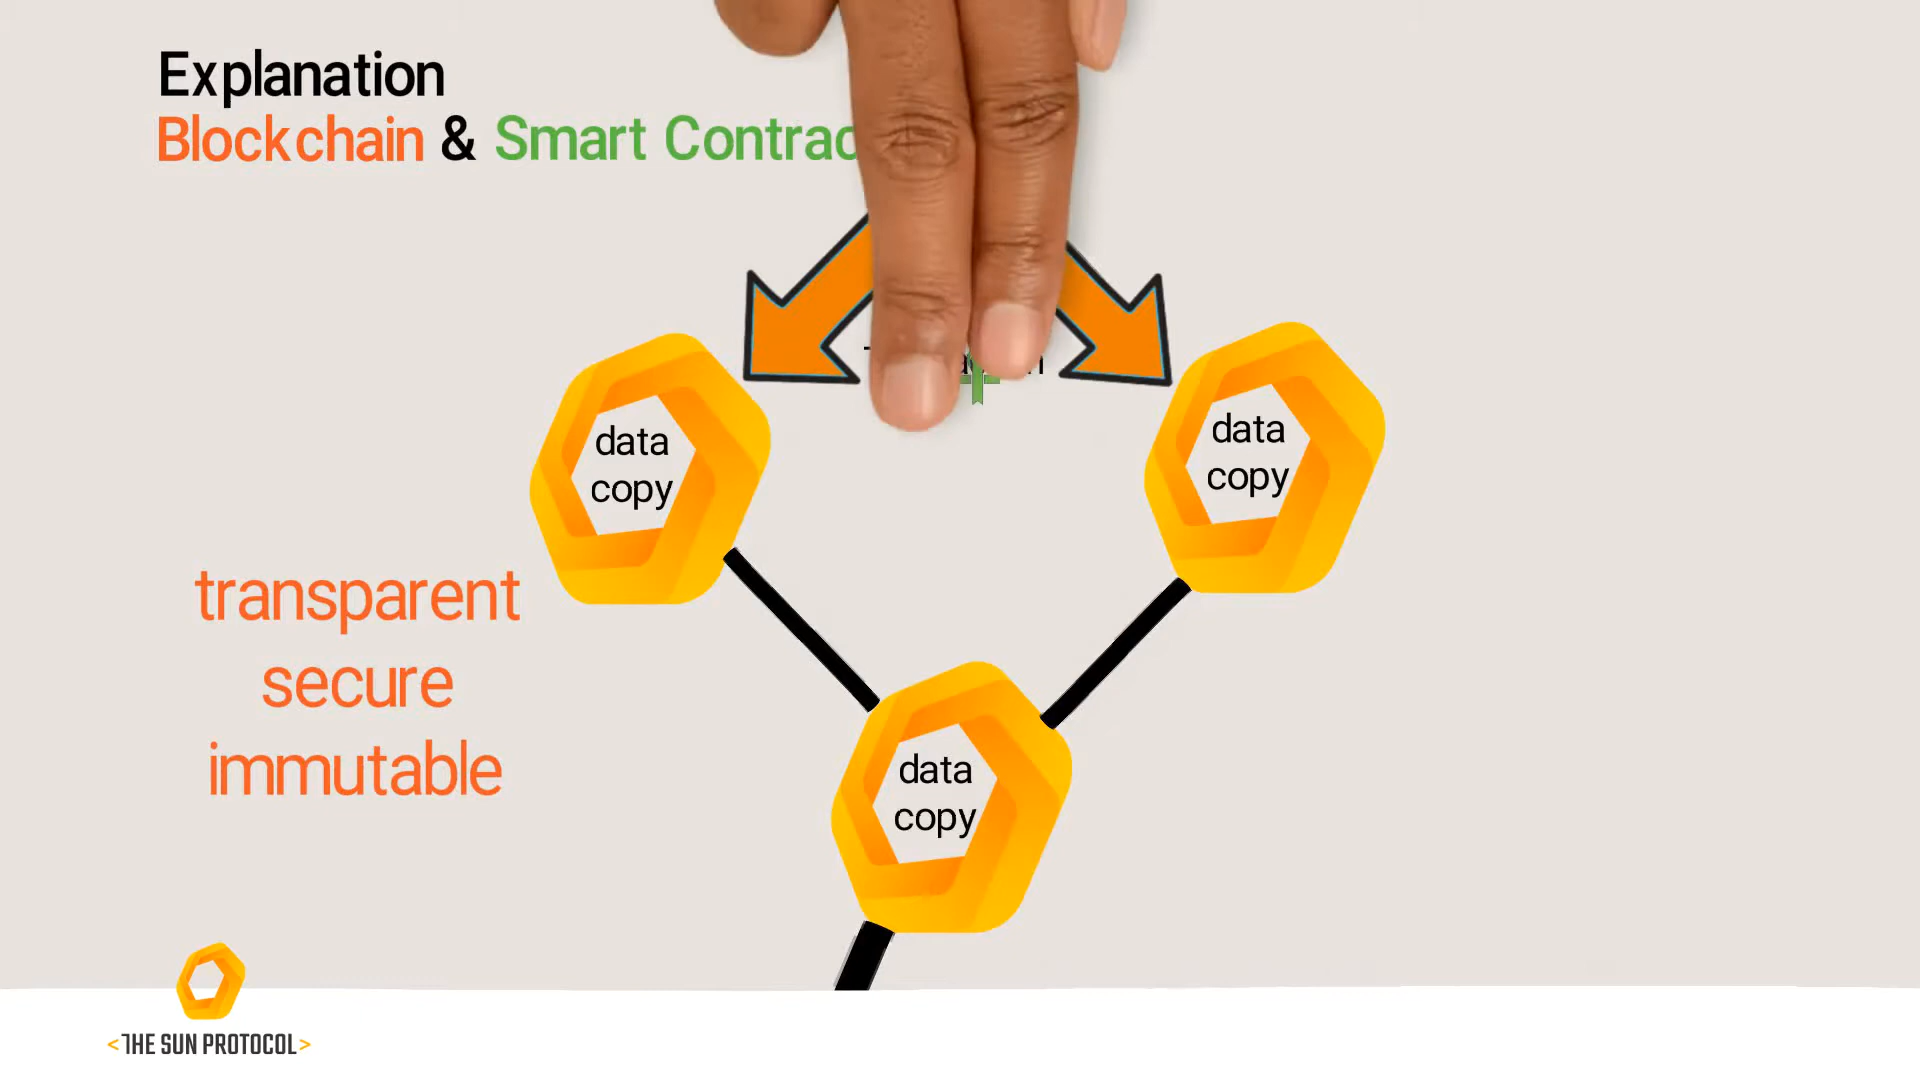 Explanation
Blockchain & Smart Contrac
data
copy
data
copy
transparent
secure
immutable
data
copy
<THE SUN PROTOCOL>